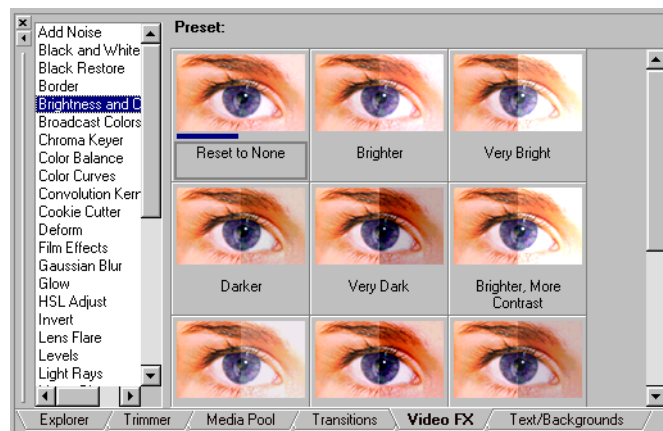 Preset:
Add Noise
Black and White
Black Restore
Border
Brightness and C
Broadcast Colors
Chroma Keyer
Color Balance
Color Curves
Convolution Kerr
Cookie Cutter
Deform
Film Effects
Gaussian Blur
Glow
HSL Adjust
Invert
Lens Flare
Levels
Light Rays
Reset to None
Brighter
Very Bright
Darker
Very Dark
Brighter, More
Contrast
Explorer
Trimmer
Media Pool
Transitions
Video FX
Text/Backgrounds